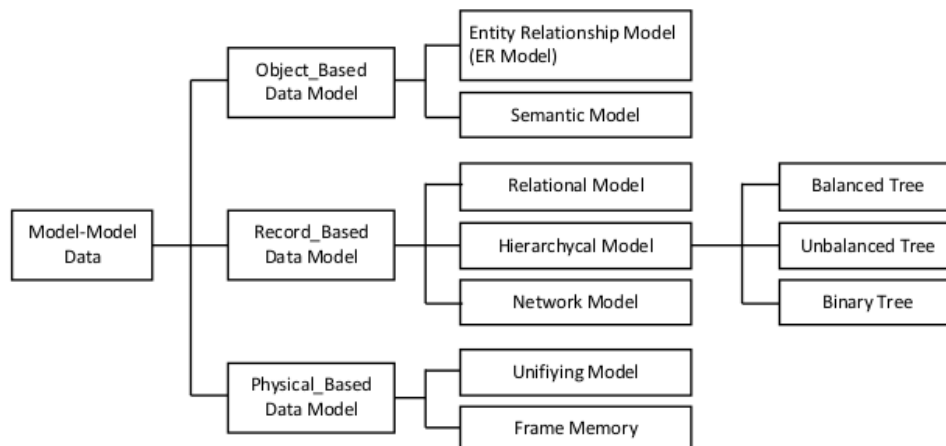 Entity Relationship Model
(ER Model)
Object_Based
Data Model
Semantic Model
Relational Model
Balanced Tree
Model-Model
Data
Record_Based
Data Model
Hierarchycal Model
Unbalanced Tree
Network Model
Binary Tree
Physical_Based
Data Model
Unifiying Model
Frame Memory